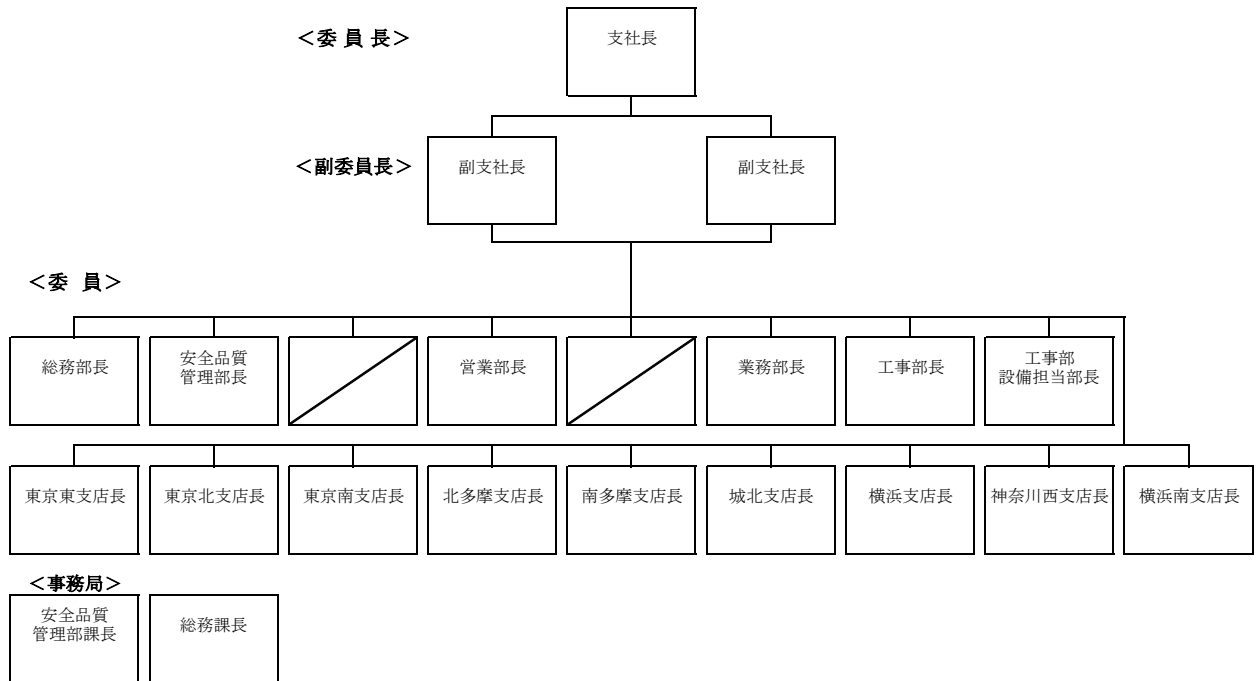 ＜委 員 長＞
支社長
＜副委員長＞
副支社長
副支社長
＜委 員＞
総務部長
安全品質
管理部長
営業部長
業務部長
工事部長
工事部
設備担当部長
東京東支店長
東京北支店長
東京南支店長
北多摩支店長
南多摩支店長
城北支店長
横浜支店長
神奈川西支店長
横浜南支店長
＜事務局＞
安全品質
管理部課長
総務課長